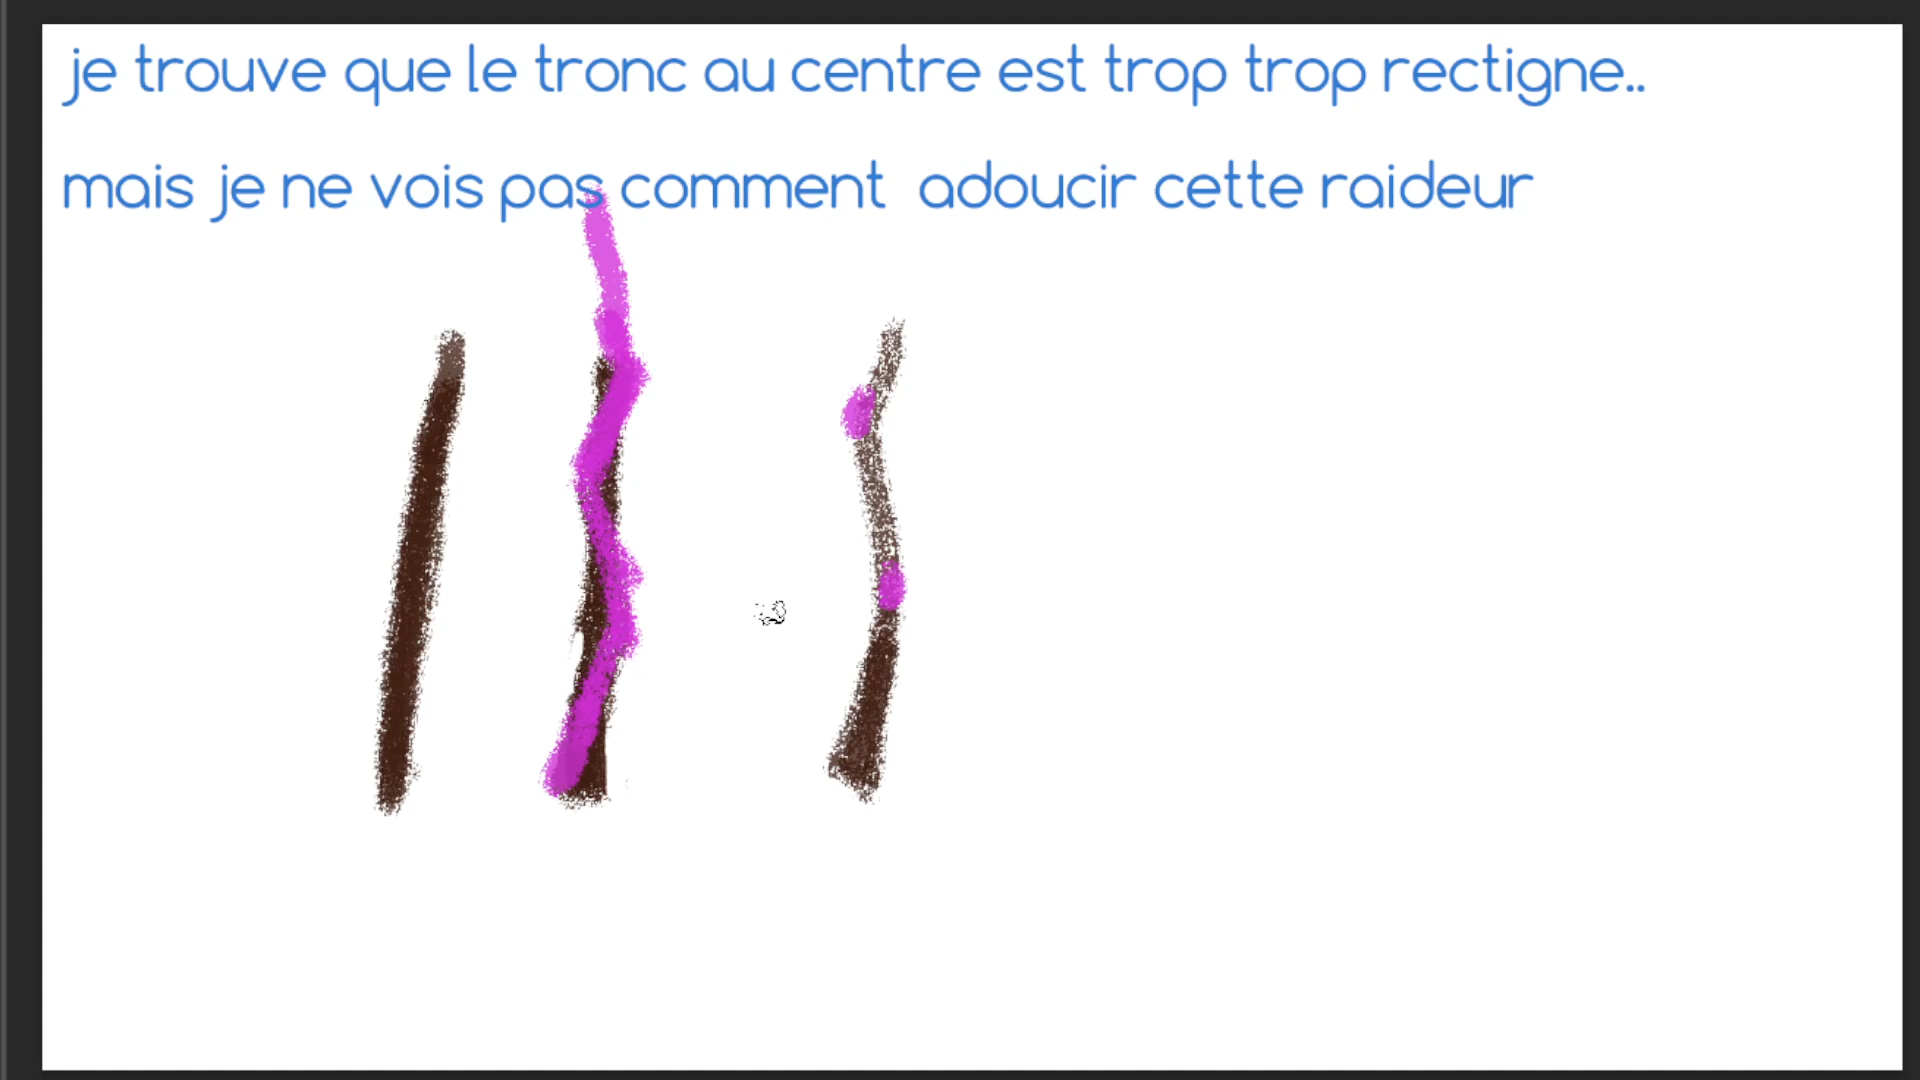 je trouve que le tronc au centre est trop trop rectigne..
mais je ne vois pas comment adoucir cette raideur